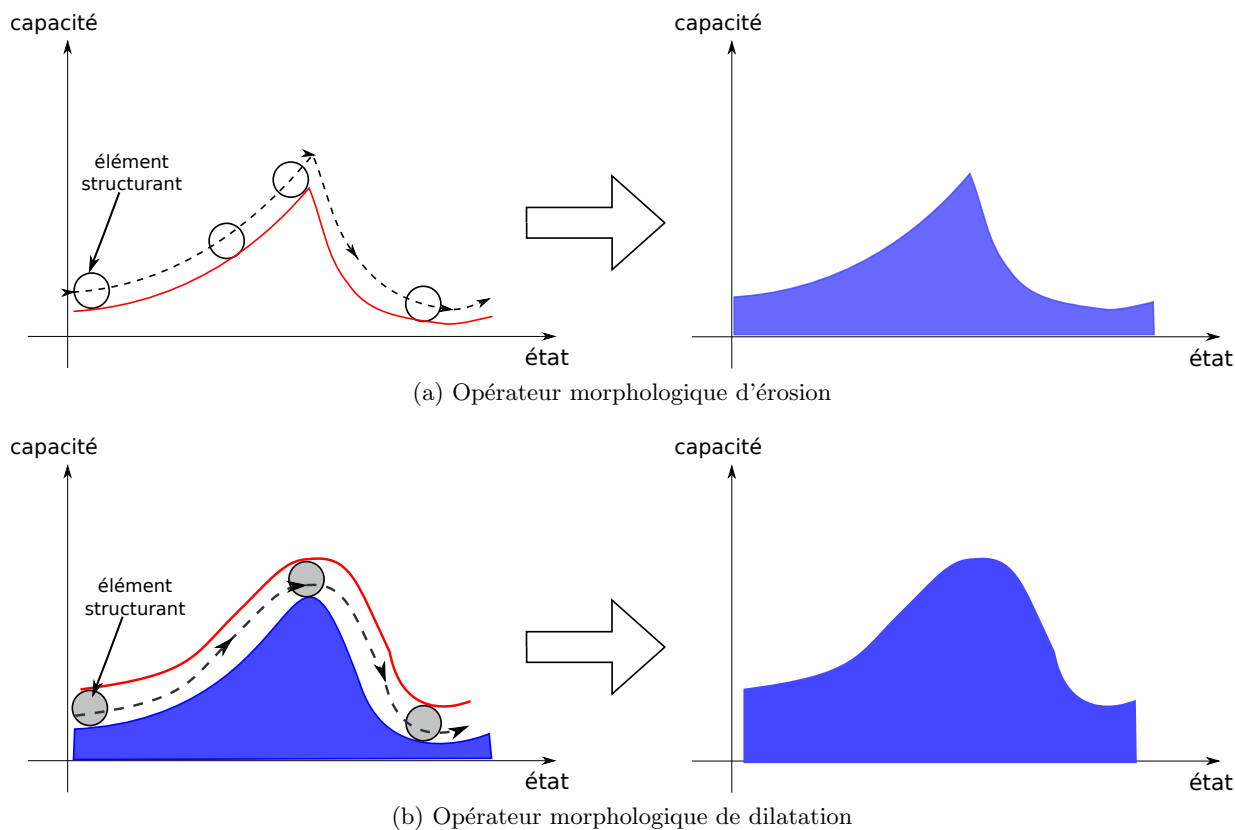 capacité
capacité
élément
structurant
état
état
(a) Opérateur morphologique d'érosion
capacité
capacité
élément
structurant
état
état
(b) Opérateur morphologique de dilatation